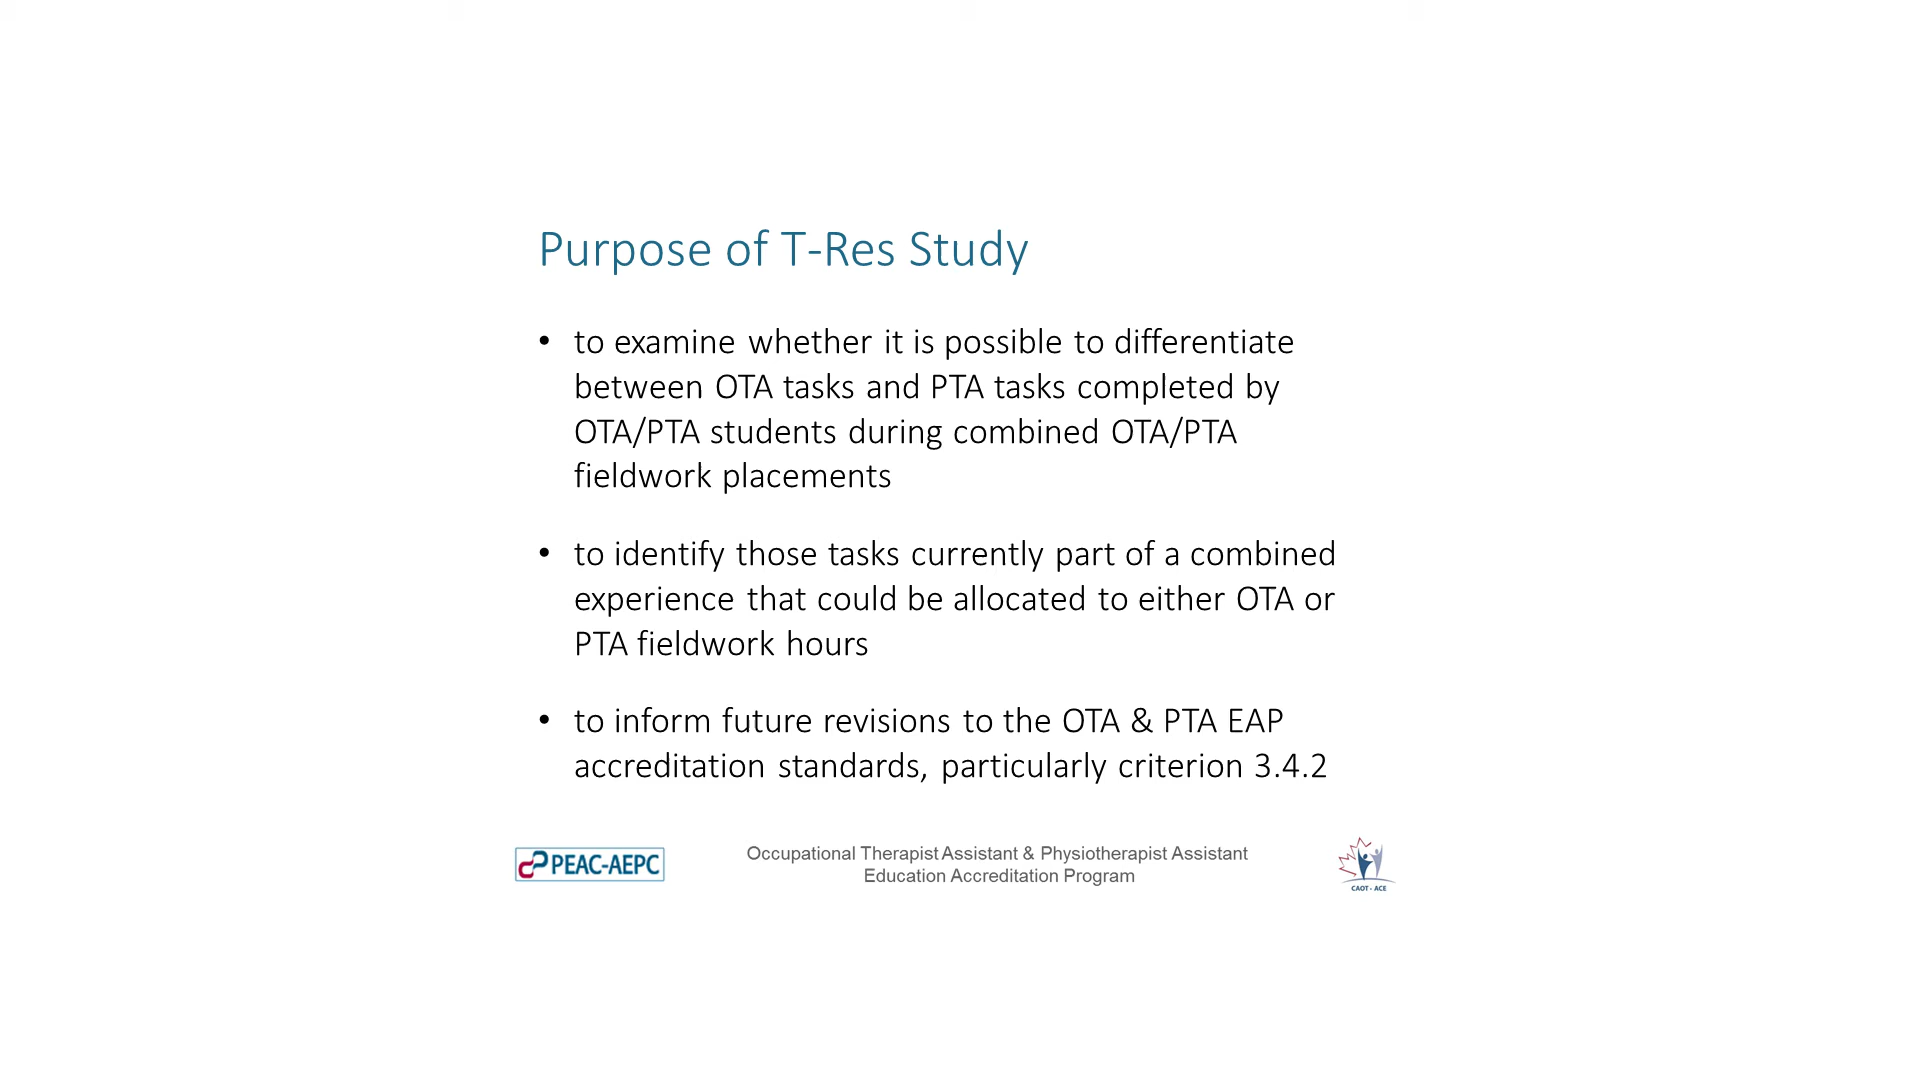 Purpose of T-Res Study
• to examine whether it is possible to differentiate
between OTA tasks and PTA tasks completed by
OTA/PTA students during combined OTA/PTA
fieldwork placements
• to identify those tasks currently part of a combined
experience that could be allocated to either OTA or
PTA fieldwork hours
• to inform future revisions to the OTA & PTA EAP
accreditation standards, particularly criterion 3.4.2
PEAC-AEPC
Occupational Therapist Assistant & Physiotherapist Assistant
Education Accreditation Program
CAOT - ACE